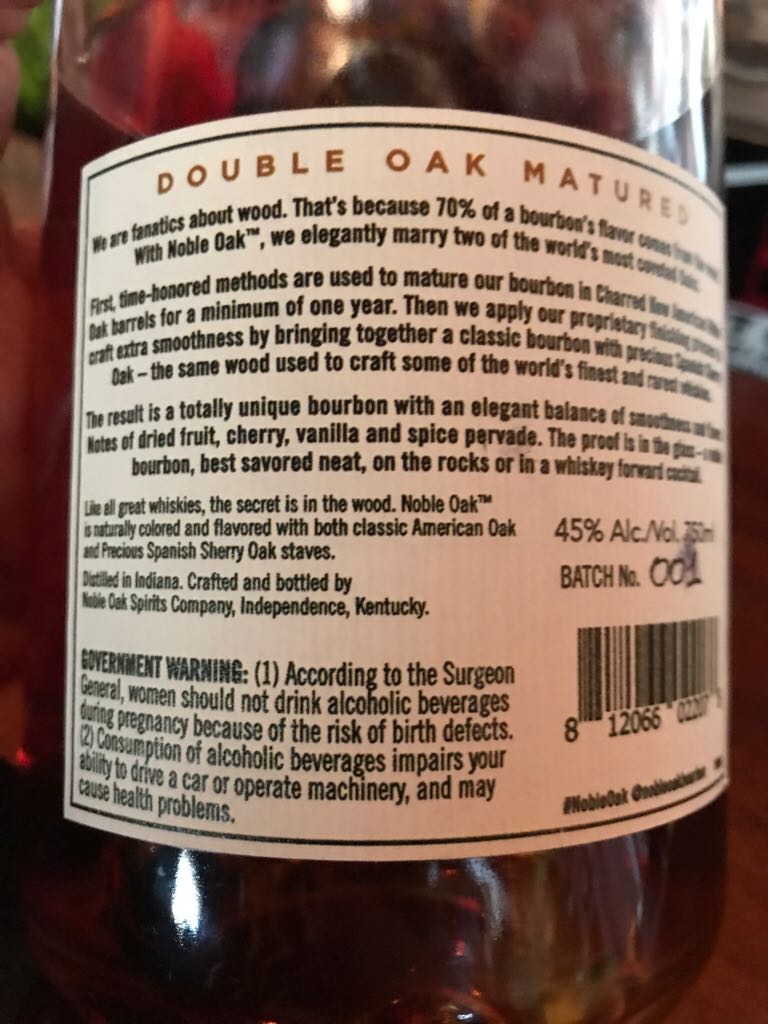 DOUBLE OAK MATURED
We are fanatics about wood. That's because 70% of a bourbon's flavor comes from the
With Noble Oak™, we elegantly marry two of the world's most coveted
First, time-honored methods are used to mature our bourbon in Charred New American
Oak barrels for a minimum of one year. Then we apply our proprietary finishing
craft extra smoothness by bringing together a classic bourbon with precious Spanish Sherry
Oak – the same wood used to craft some of the world's finest and rarest whiskies.
The result is a totally unique bourbon with an elegant balance of smoothness and
Notes of dried fruit, cherry, vanilla and spice pervade. The proof is in the glass –
bourbon, best savored neat, on the rocks or in a whiskey forward cocktail.
Like all great whiskies, the secret is in the wood. Noble Oak™
is naturally colored and flavored with both classic American Oak
and Precious Spanish Sherry Oak staves.
Distilled in Indiana. Crafted and bottled by
Noble Oak Spirits Company, Independence, Kentucky.
45% Alc./Vol. 750ml
BATCH No. 001
GOVERNMENT WARNING: (1) According to the Surgeon
General, women should not drink alcoholic beverages
during pregnancy because of the risk of birth defects.
(2) Consumption of alcoholic beverages impairs your
ability to drive a car or operate machinery, and may
cause health problems.
8 12066
#NobleOak